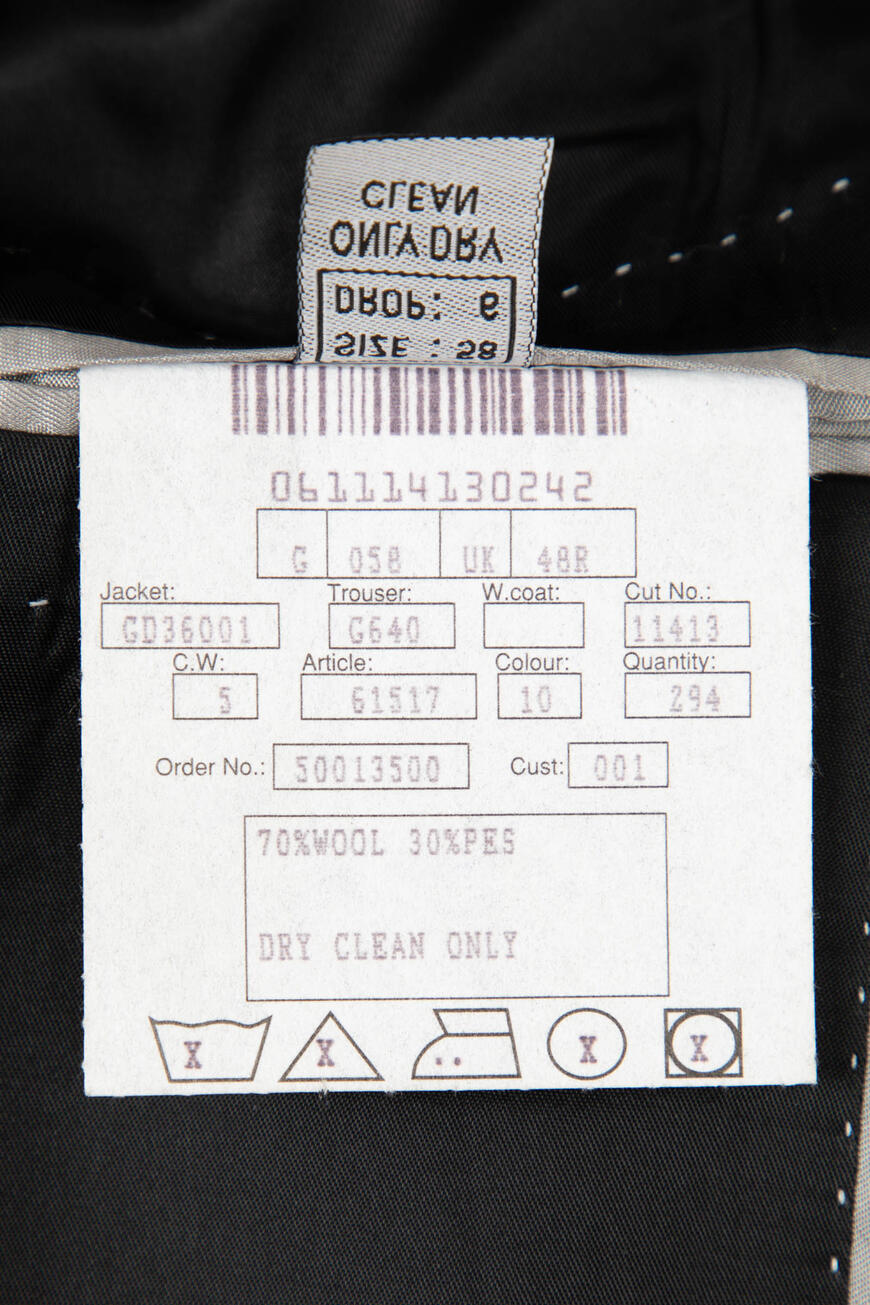 CLEAN
ONLY DRY
DROP: 6
SIZE : 58
061114130242
G 058 UK 48R
Jacket: Trouser: W.coat: Cut No.:
GD36001 G640 11413
C.W: Article: Colour: Quantity:
5 61517 10 294
Order No.: 50013500 Cust: 001
70%WOOL 30%PES
DRY CLEAN ONLY
X X .. X X